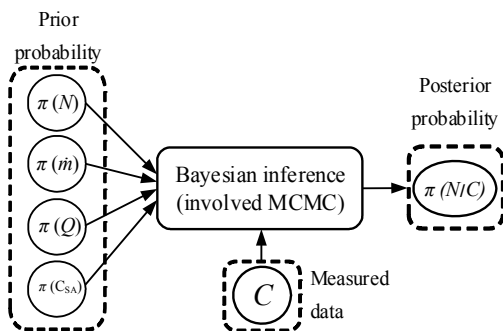 Prior
probability
π (N)
π (ṁ)
π (Q)
π (C_SA)
Bayesian inference
(involved MCMC)
Posterior
probability
π (N/C)
C
Measured
data